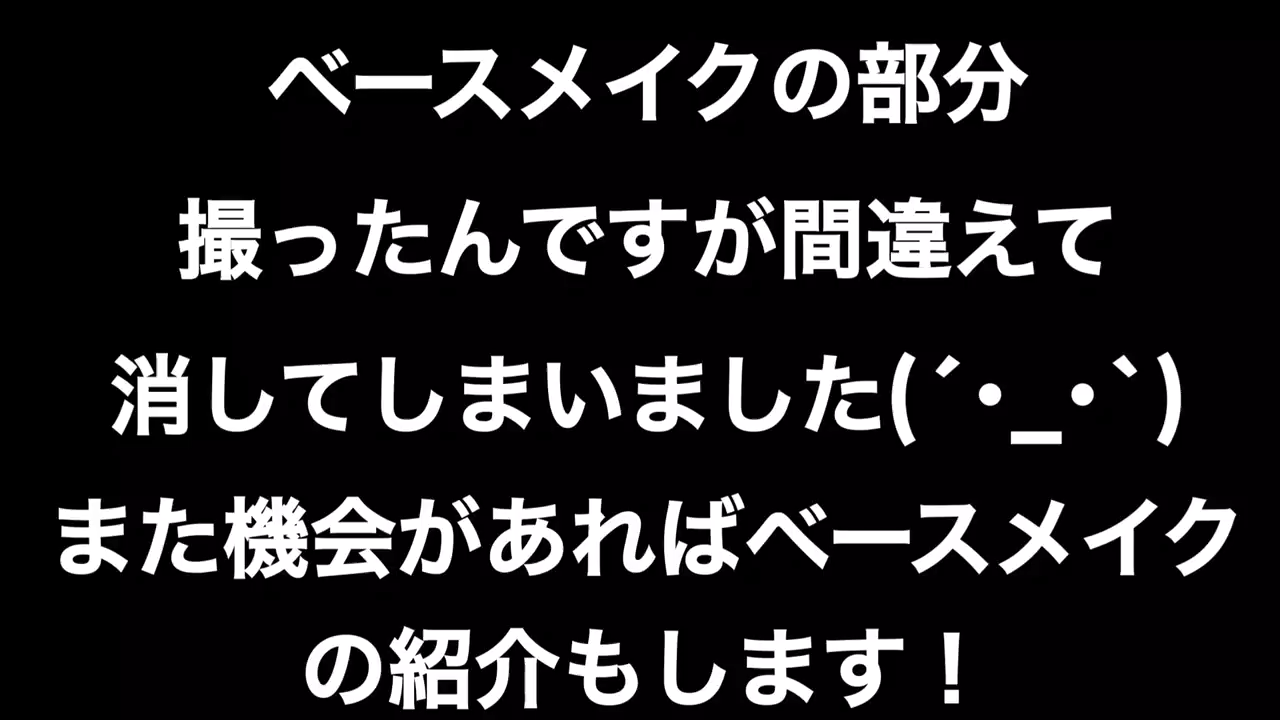 ベースメイクの部分
撮ったんですが間違えて
消してしまいました(´・_・`)
また機会があればベースメイク
の紹介もします！